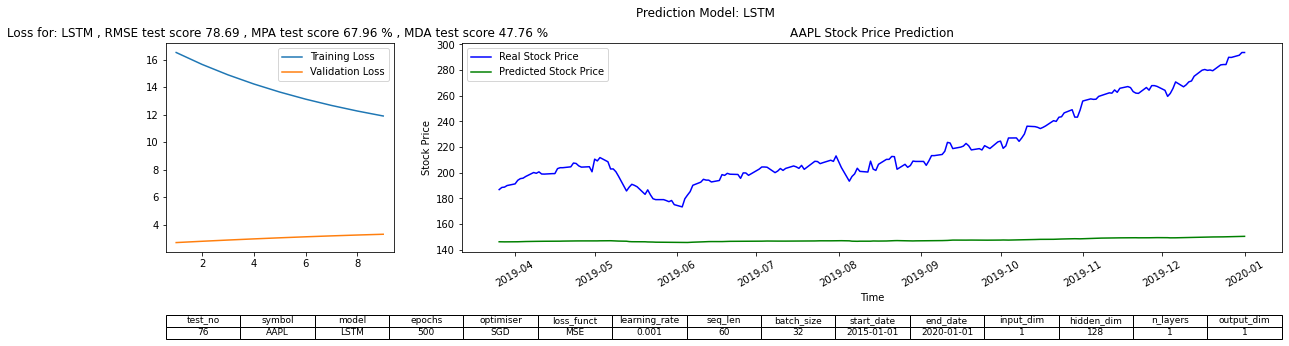 Prediction Model: LSTM
Loss for: LSTM , RMSE test score 78.69 , MPA test score 67.96 % , MDA test score 47.76 %
16
14
12
10
8
6
4
2 4 6 8
Training Loss
Validation Loss
AAPL Stock Price Prediction
Stock Price
300
280
260
240
220
200
180
160
140
Real Stock Price
Predicted Stock Price
2019-04 2019-05 2019-06 2019-07 2019-08 2019-09 2019-10 2019-11 2019-12 2020-01
Time
test_no symbol model epochs optimiser loss_funct learning_rate seq_len batch_size start_date end_date input_dim hidden_dim n_layers output_dim
76 AAPL LSTM 500 SGD MSE 0.001 60 32 2015-01-01 2020-01-01 1 128 1 1